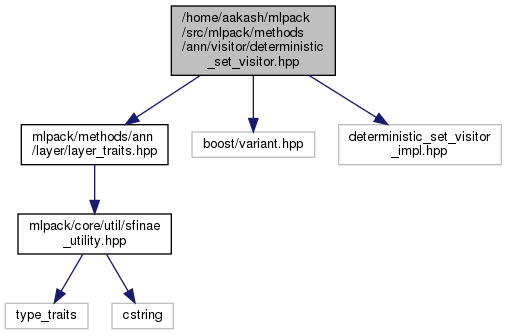 /home/aakash/mlpack
/src/mlpack/methods
/ann/visitor/deterministic
_set_visitor.hpp
mlpack/methods/ann
/layer/layer_traits.hpp
boost/variant.hpp
deterministic_set_visitor
_impl.hpp
mlpack/core/util/sfinae
_utility.hpp
type_traits
cstring